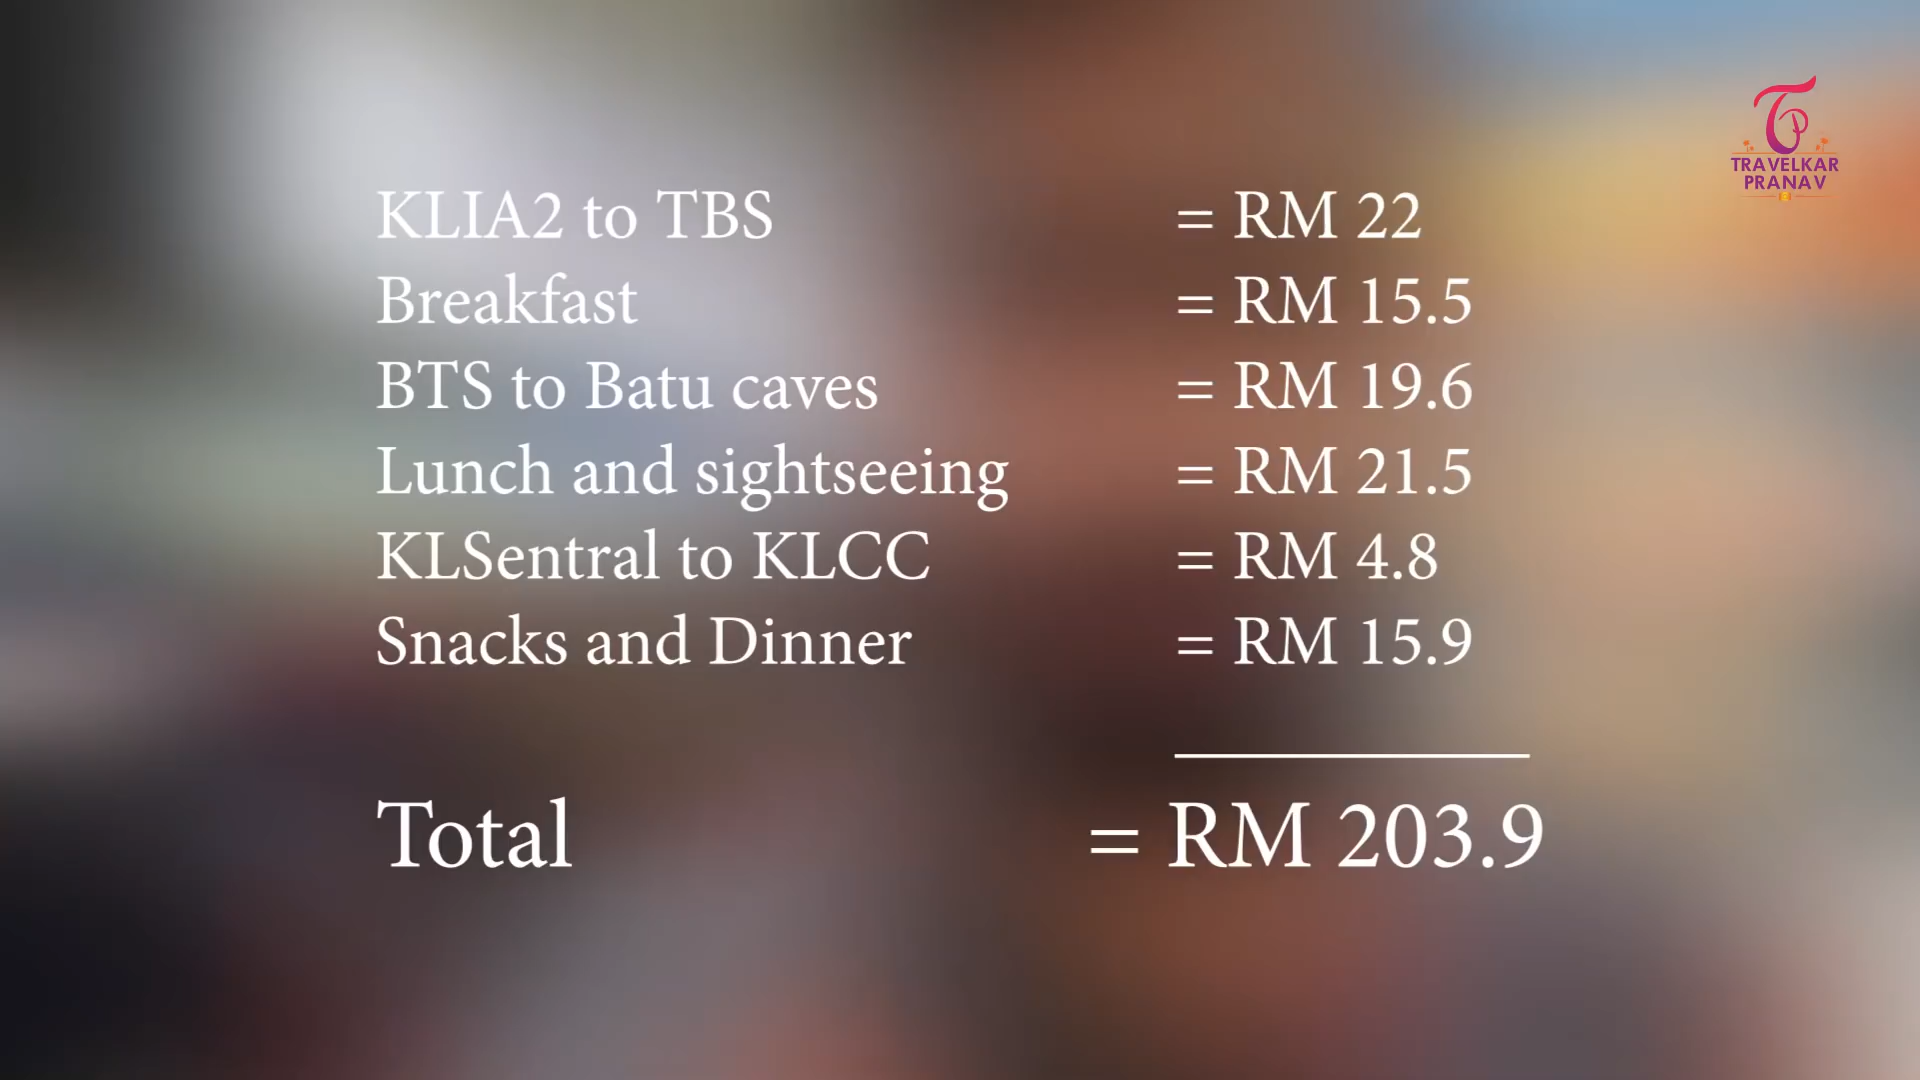 TRAVELKAR
PRANAV
KLIA2 to TBS = RM 22
Breakfast = RM 15.5
BTS to Batu caves = RM 19.6
Lunch and sightseeing = RM 21.5
KLSentral to KLCC = RM 4.8
Snacks and Dinner = RM 15.9
Total = RM 203.9